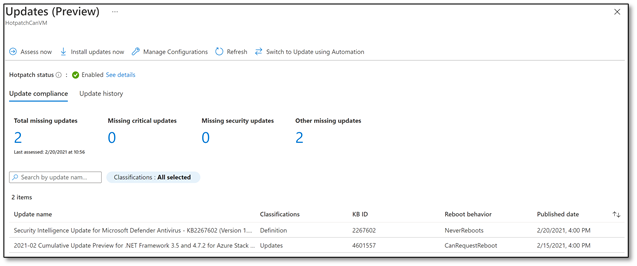 Updates (Preview) ...
HotpatchCanVM
Assess now Install updates now Manage Configurations Refresh Switch to Update using Automation
Hotpatch status : Enabled See details
Update compliance Update history
Total missing updates Missing critical updates Missing security updates Other missing updates
2 0 0 2
Last assessed: 2/20/2021 at 10:56
Search by update name... Classifications : All selected
2 items
Update name Classifications KB ID Reboot behavior Published date
Security Intelligence Update for Microsoft Defender Antivirus - KB2267602 (Version 1.... Definition 2267602 NeverReboots 2/20/2021, 4:00 PM
2021-02 Cumulative Update Preview for .NET Framework 3.5 and 4.7.2 for Azure Stack ... Updates 4601557 CanRequestReboot 2/15/2021, 4:00 PM